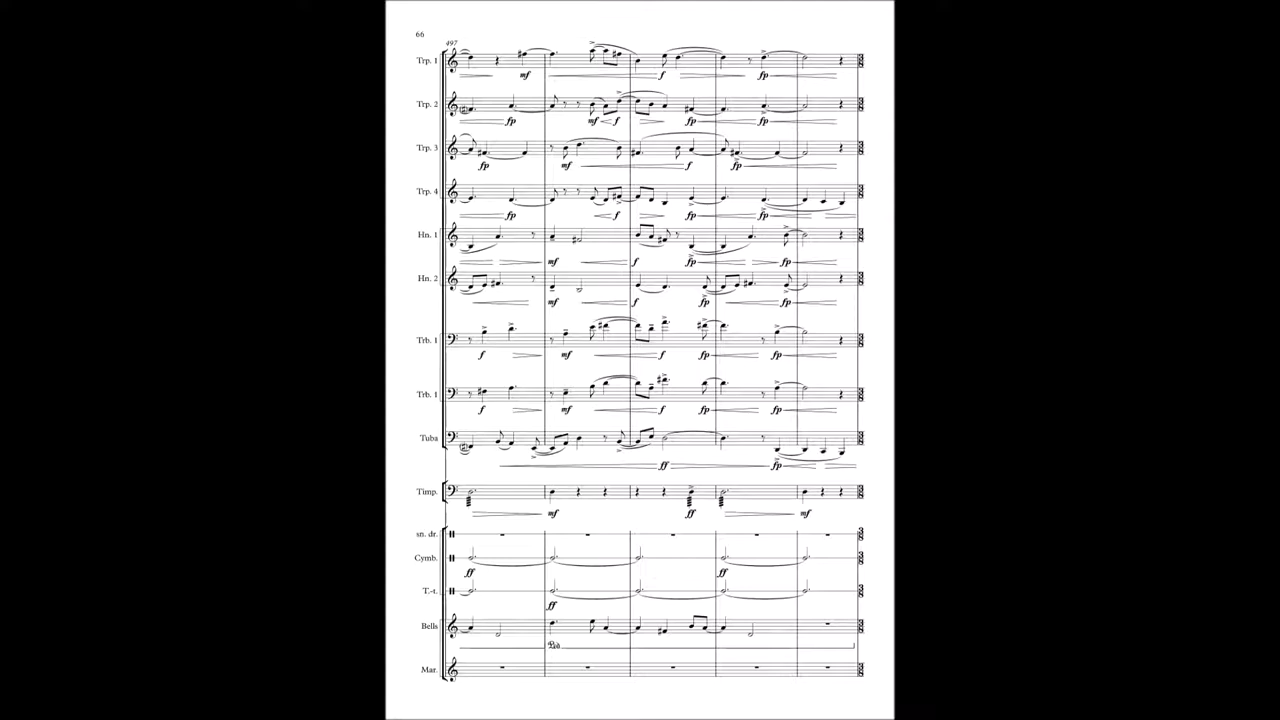 66
497
Trp. 1
mf f fp
Trp. 2
fp mf f fp fp
Trp. 3
fp mf f fp
Trp. 4
fp f fp fp
Hn. 1
mf f fp fp
Hn. 2
mf f fp fp
Trb. 1
f mf f fp fp
Trb. 1
f mf f fp fp
Tuba
ff fp
Timp.
mf ff mf
sn. dr.
Cymb.
ff ff
T.-t.
ff
Bells
Ped
Mar.